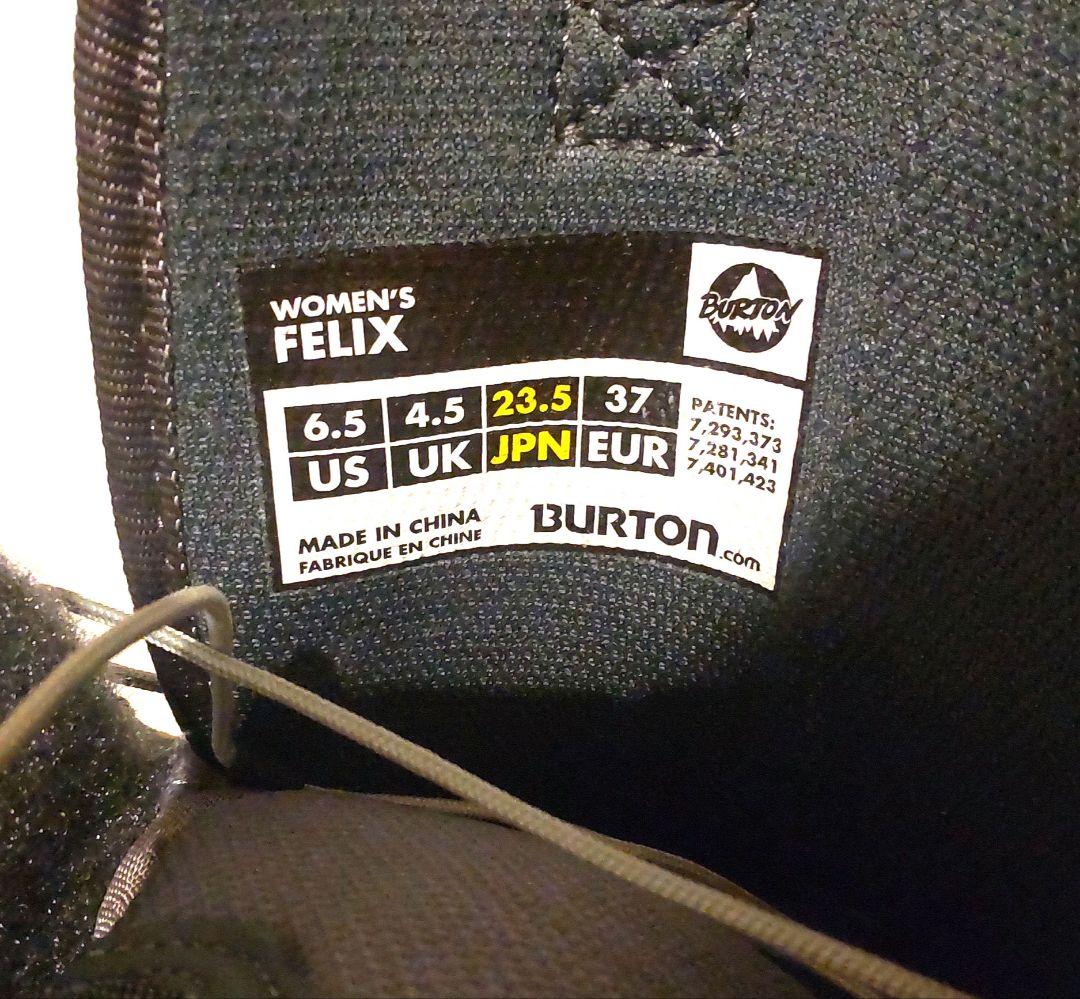 WOMEN'S
FELIX
BURTON
6.5 4.5 23.5 37
US UK JPN EUR
PATENTS:
7,293,373
7,281,341
7,401,423
MADE IN CHINA
FABRIQUE EN CHINE
BURTON.com